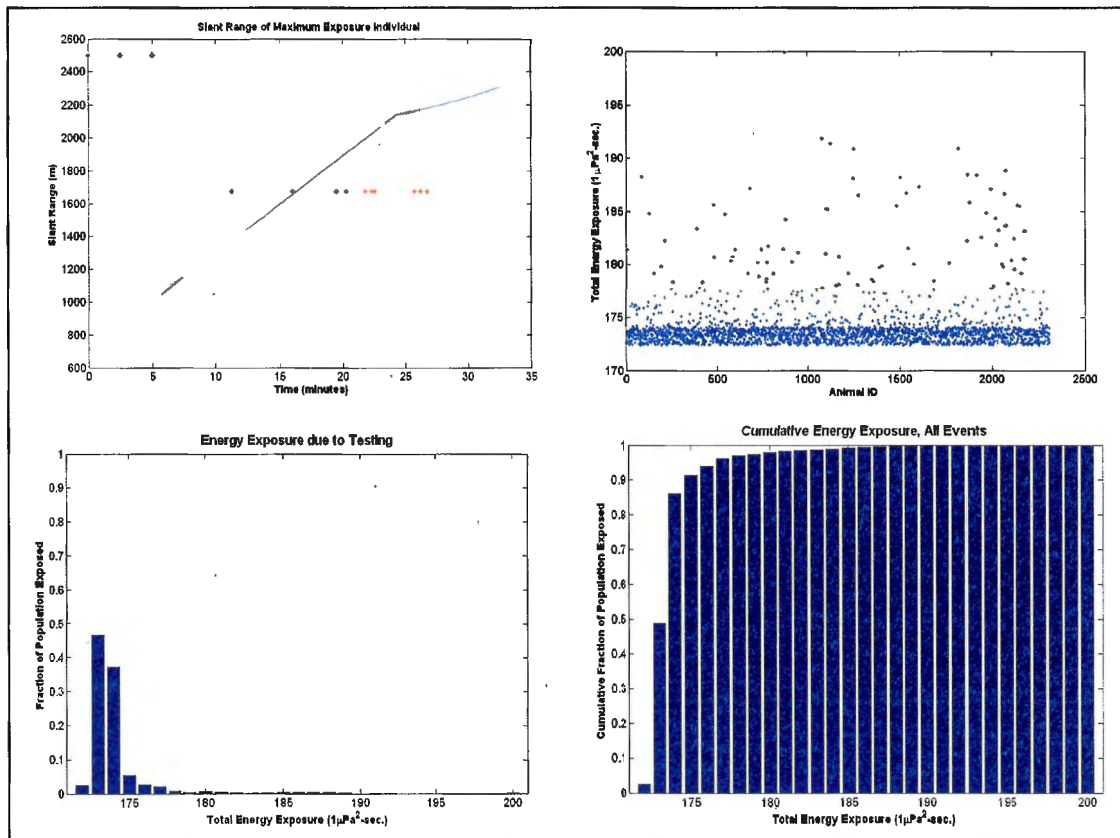 Slant Range of Maximum Exposure Individual
2600
2400
2200
2000
1800
1600
1400
1200
1000
800
600
Slant Range (m)
0 5 10 15 20 25 30 35
Time (minutes)
200
195
190
185
180
175
170
Total Energy Exposure (1µPa²-sec.)
0 500 1000 1500 2000 2500
Animal ID
Energy Exposure due to Testing
1
0.9
0.8
0.7
0.6
0.5
0.4
0.3
0.2
0.1
0
Fraction of Population Exposed
175 180 185 190 195 200
Total Energy Exposure (1µPa²-sec.)
Cumulative Energy Exposure, All Events
1
0.9
0.8
0.7
0.6
0.5
0.4
0.3
0.2
0.1
0
Cumulative Fraction of Population Exposed
175 180 185 190 195 200
Total Energy Exposure (1µPa²-sec.)